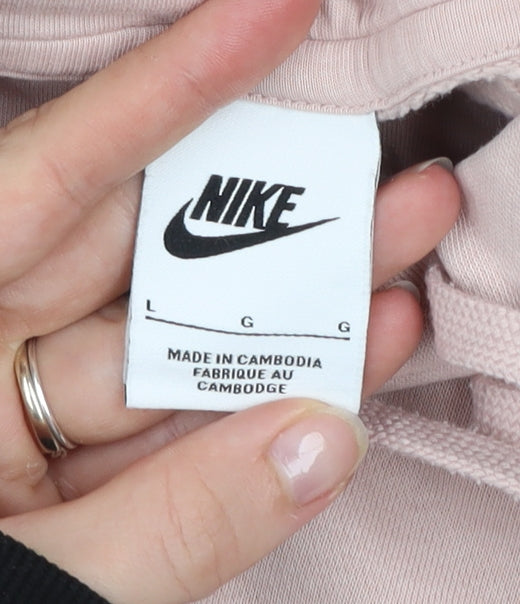 NIKE
L G G
MADE IN CAMBODIA
FABRIQUE AU
CAMBODGE